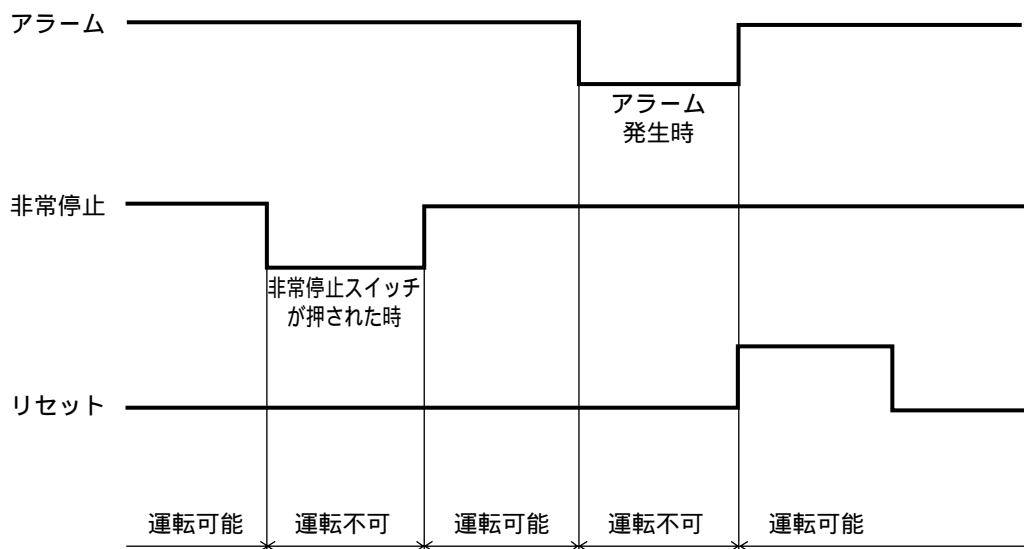 アラーム
アラーム
発生時
非常停止
非常停止スイッチ
が押された時
リセット
運転可能 運転不可 運転可能 運転不可 運転可能